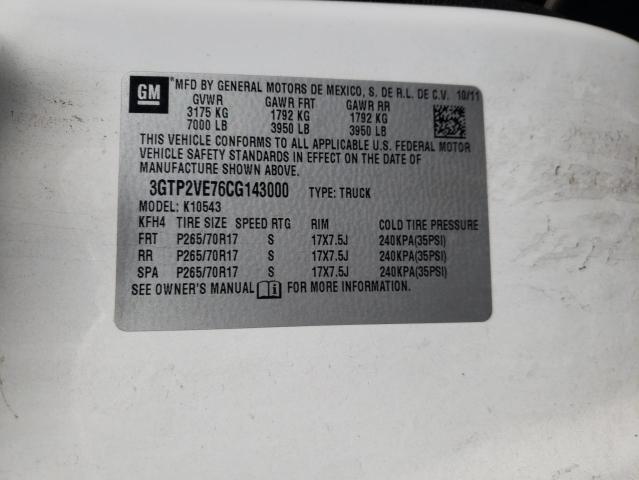 GM
*MFD BY GENERAL MOTORS DE MEXICO, S. DE R.L. DE C.V. 10/11
GVWR GAWR FRT GAWR RR
3175 KG 1792 KG 1792 KG
7000 LB 3950 LB 3950 LB
THIS VEHICLE CONFORMS TO ALL APPLICABLE U.S. FEDERAL MOTOR
VEHICLE SAFETY STANDARDS IN EFFECT ON THE DATE OF
MANUFACTURE SHOWN ABOVE.
3GTP2VE76CG143000 TYPE: TRUCK
MODEL: K10543
KFH4 TIRE SIZE SPEED RTG RIM COLD TIRE PRESSURE
FRT P265/70R17 S 17X7.5J 240KPA(35PSI)
RR P265/70R17 S 17X7.5J 240KPA(35PSI)
SPA P265/70R17 S 17X7.5J 240KPA(35PSI)
SEE OWNER'S MANUAL i FOR MORE INFORMATION.